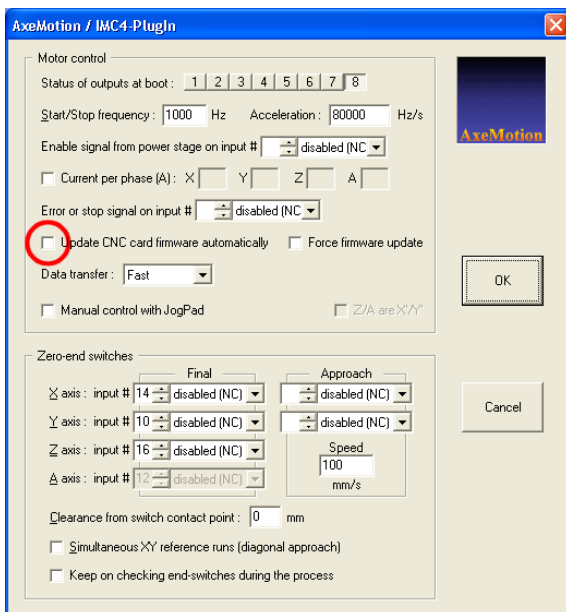 AxeMotion / IMC4-PlugIn
Motor control
Status of outputs at boot : 1 2 3 4 5 6 7 8
Start/Stop frequency : 1000 Hz Acceleration : 80000 Hz/s
AxeMotion
Enable signal from power stage on input # disabled (NC
Current per phase (A) : X Y Z A
Error or stop signal on input # disabled (NC
Update CNC card firmware automatically Force firmware update
Data transfer : Fast
OK
Manual control with JogPad Z/A are X'/Y'
Zero-end switches
Final Approach
X axis : input # 14 disabled (NC) disabled (NC)
Y axis : input # 10 disabled (NC) disabled (NC)
Cancel
Z axis : input # 16 disabled (NC) Speed
100
A axis : input # 12 disabled (NC) mm/s
Clearance from switch contact point : 0 mm
Simultaneous XY reference runs (diagonal approach)
Keep on checking end-switches during the process